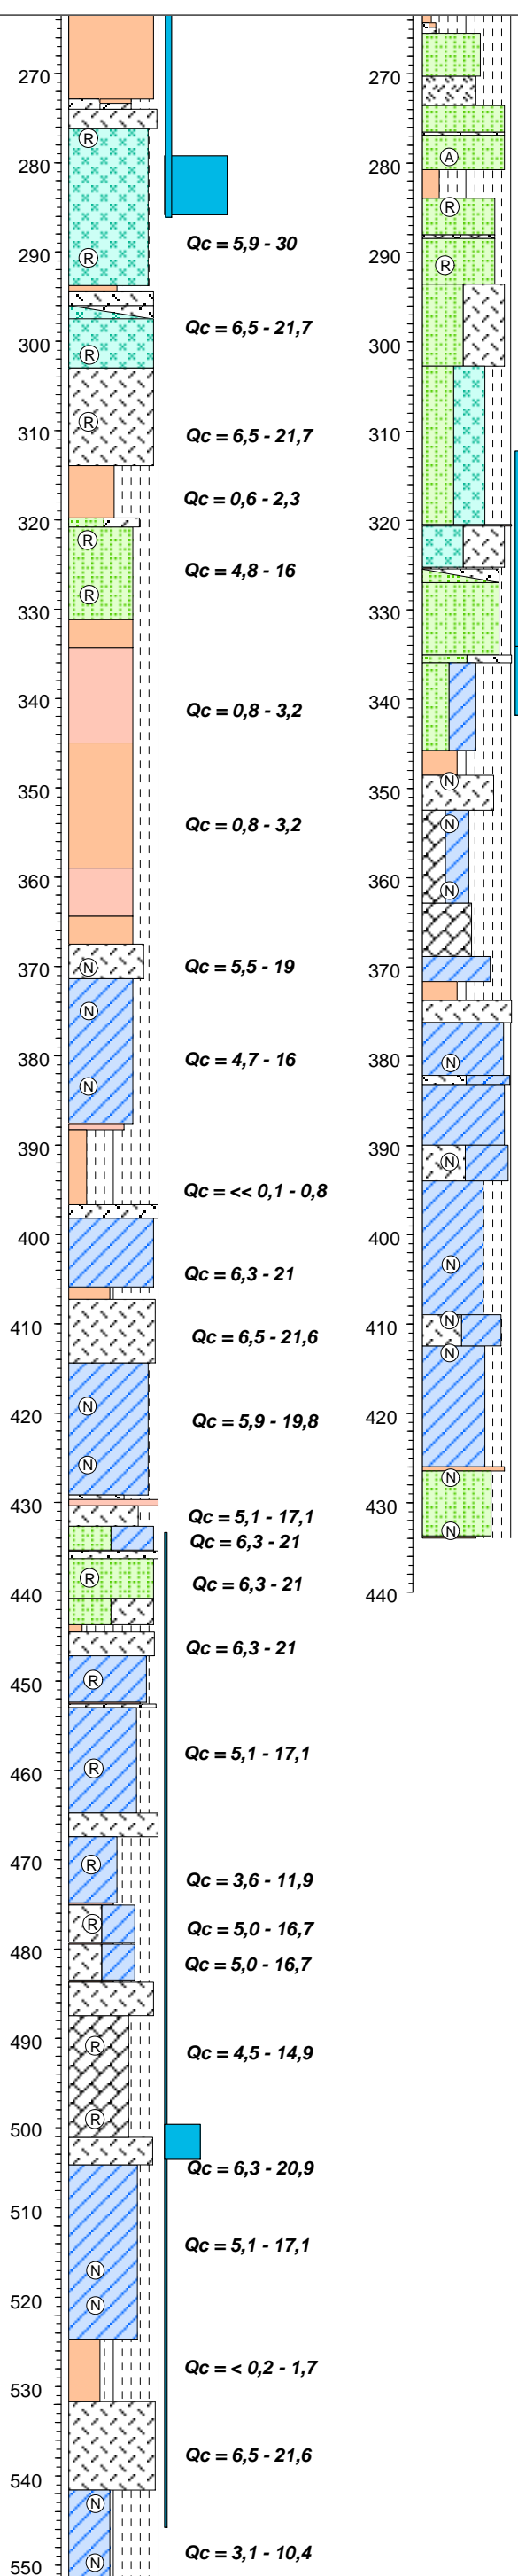 270
270
R
280
A
280
R
Qc = 5,9 - 30
R
290
R
290
Qc = 6,5 - 21,7
300
R
300
R
310
Qc = 6,5 - 21,7
310
Qc = 0,6 - 2,3
320
R
320
Qc = 4,8 - 16
R
330
330
340
Qc = 0,8 - 3,2
340
350
N
350
Qc = 0,8 - 3,2
N
360
N
360
370
N
Qc = 5,5 - 19
370
N
380
Qc = 4,7 - 16
380
N
N
390
390
N
Qc = << 0,1 - 0,8
400
400
N
Qc = 6,3 - 21
410
Qc = 6,5 - 21,6
410
N
N
420
N
Qc = 5,9 - 19,8
420
N
N
430
Qc = 5,1 - 17,1
430
N
Qc = 6,3 - 21
440
R
Qc = 6,3 - 21
440
Qc = 6,3 - 21
450
R
460
R
Qc = 5,1 - 17,1
470
R
Qc = 3,6 - 11,9
R
Qc = 5,0 - 16,7
480
Qc = 5,0 - 16,7
490
R
Qc = 4,5 - 14,9
500
R
Qc = 6,3 - 20,9
510
Qc = 5,1 - 17,1
N
520
N
Qc = < 0,2 - 1,7
530
Qc = 6,5 - 21,6
540
N
Qc = 3,1 - 10,4
550
N